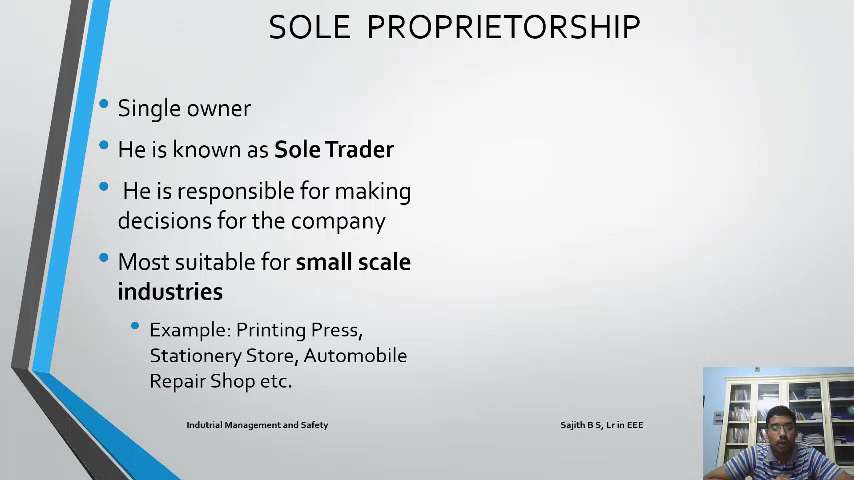 SOLE PROPRIETORSHIP
• Single owner
• He is known as Sole Trader
• He is responsible for making
decisions for the company
• Most suitable for small scale
industries
• Example: Printing Press,
Stationery Store, Automobile
Repair Shop etc.
Indutrial Management and Safety
Sajith B S, Lr in EEE